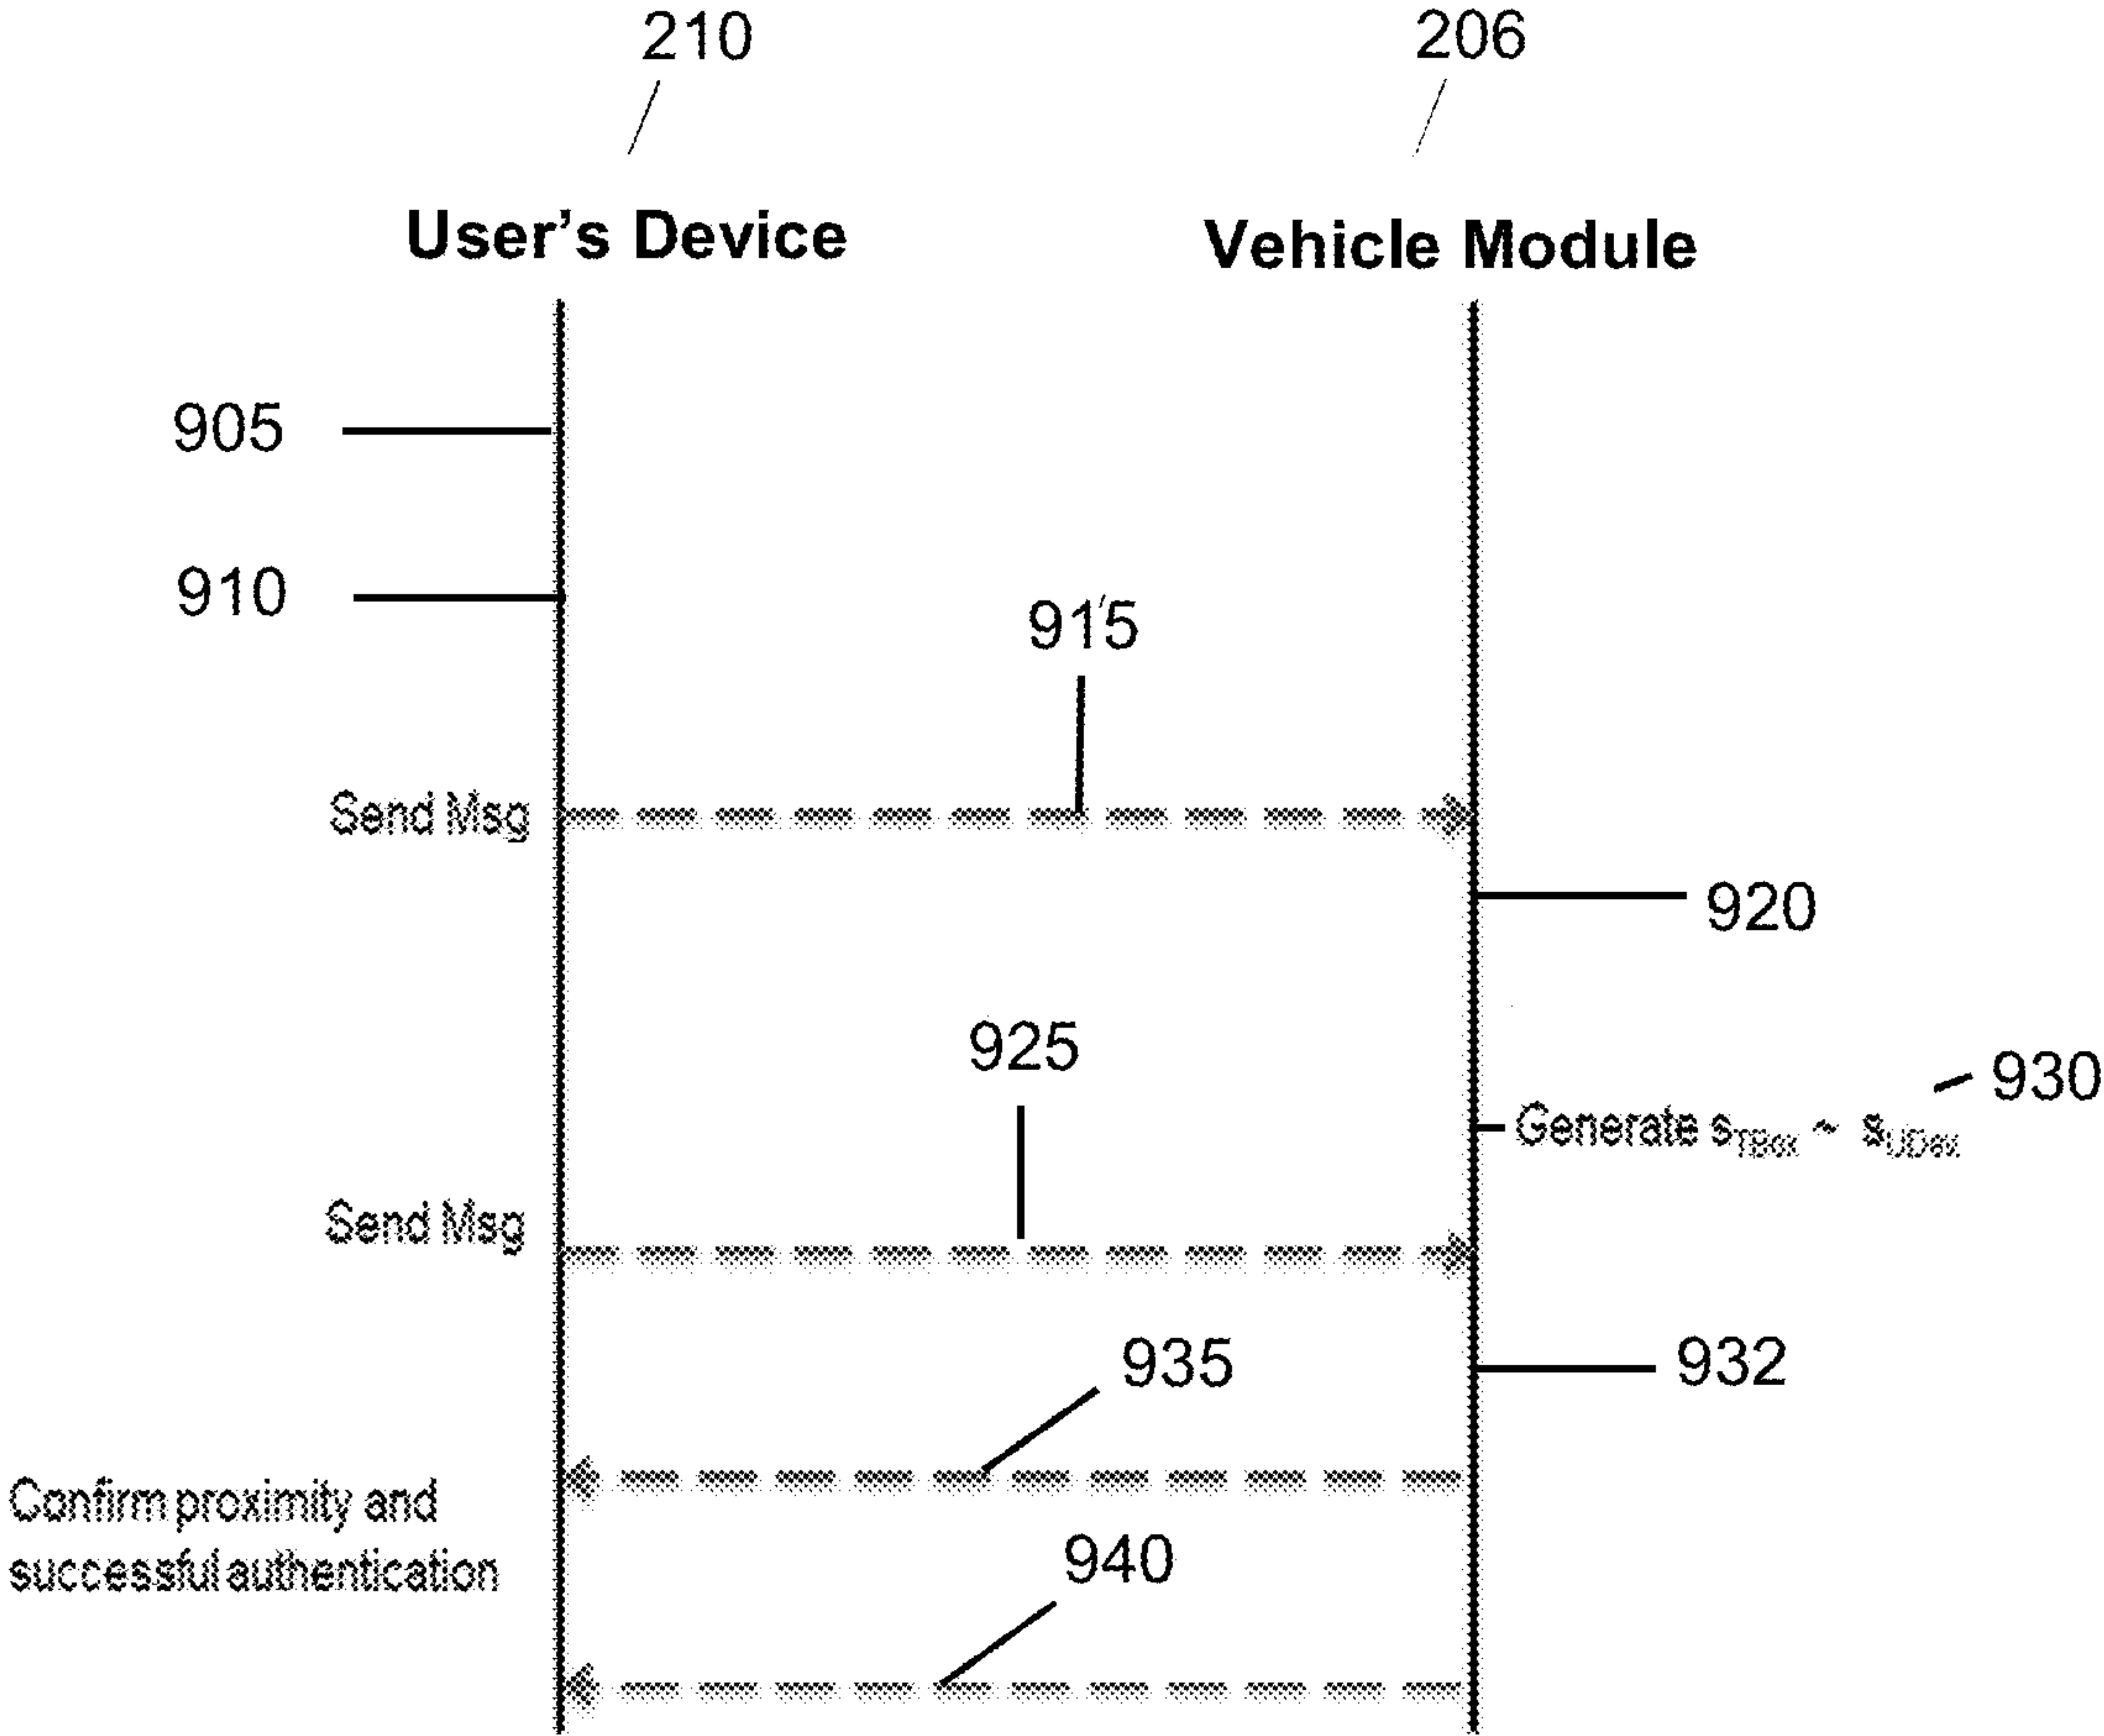 210
206
User's Device
Vehicle Module
905
910
915
Send Msg
920
925
930
Generate s_TBox ~ s_UDev
Send Msg
935
932
Confirm proximity and
successful authentication
940